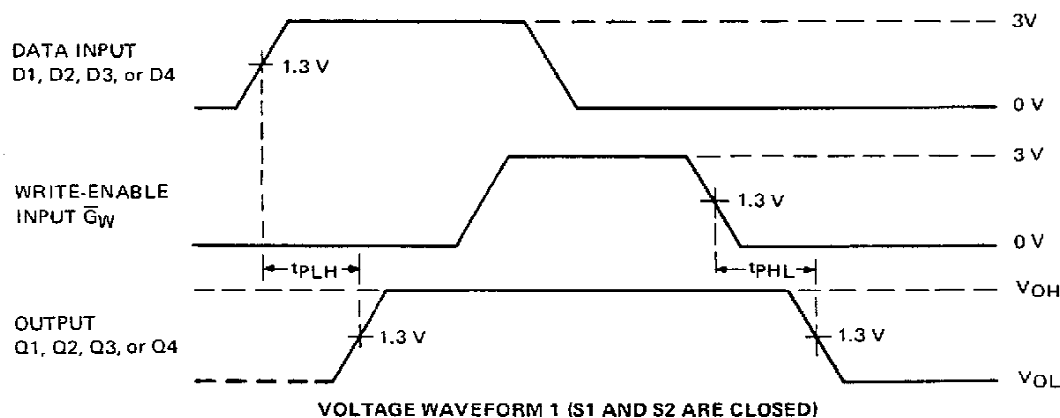 3V
DATA INPUT
D1, D2, D3, or D4
1.3 V
0 V
3 V
WRITE-ENABLE
INPUT G̅W
1.3 V
0 V
tPLH
tPHL
VOH
OUTPUT
Q1, Q2, Q3, or Q4
1.3 V
1.3 V
VOL
VOLTAGE WAVEFORM 1 (S1 AND S2 ARE CLOSED)